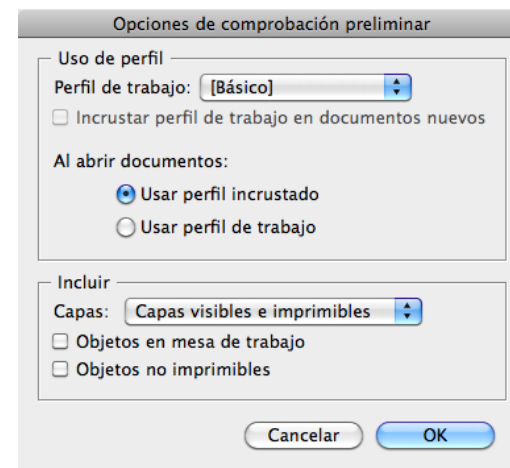 Opciones de comprobación preliminar
Uso de perfil
Perfil de trabajo: [Básico]
Incrustar perfil de trabajo en documentos nuevos
Al abrir documentos:
Usar perfil incrustado
Usar perfil de trabajo
Incluir
Capas: Capas visibles e imprimibles
Objetos en mesa de trabajo
Objetos no imprimibles
Cancelar OK